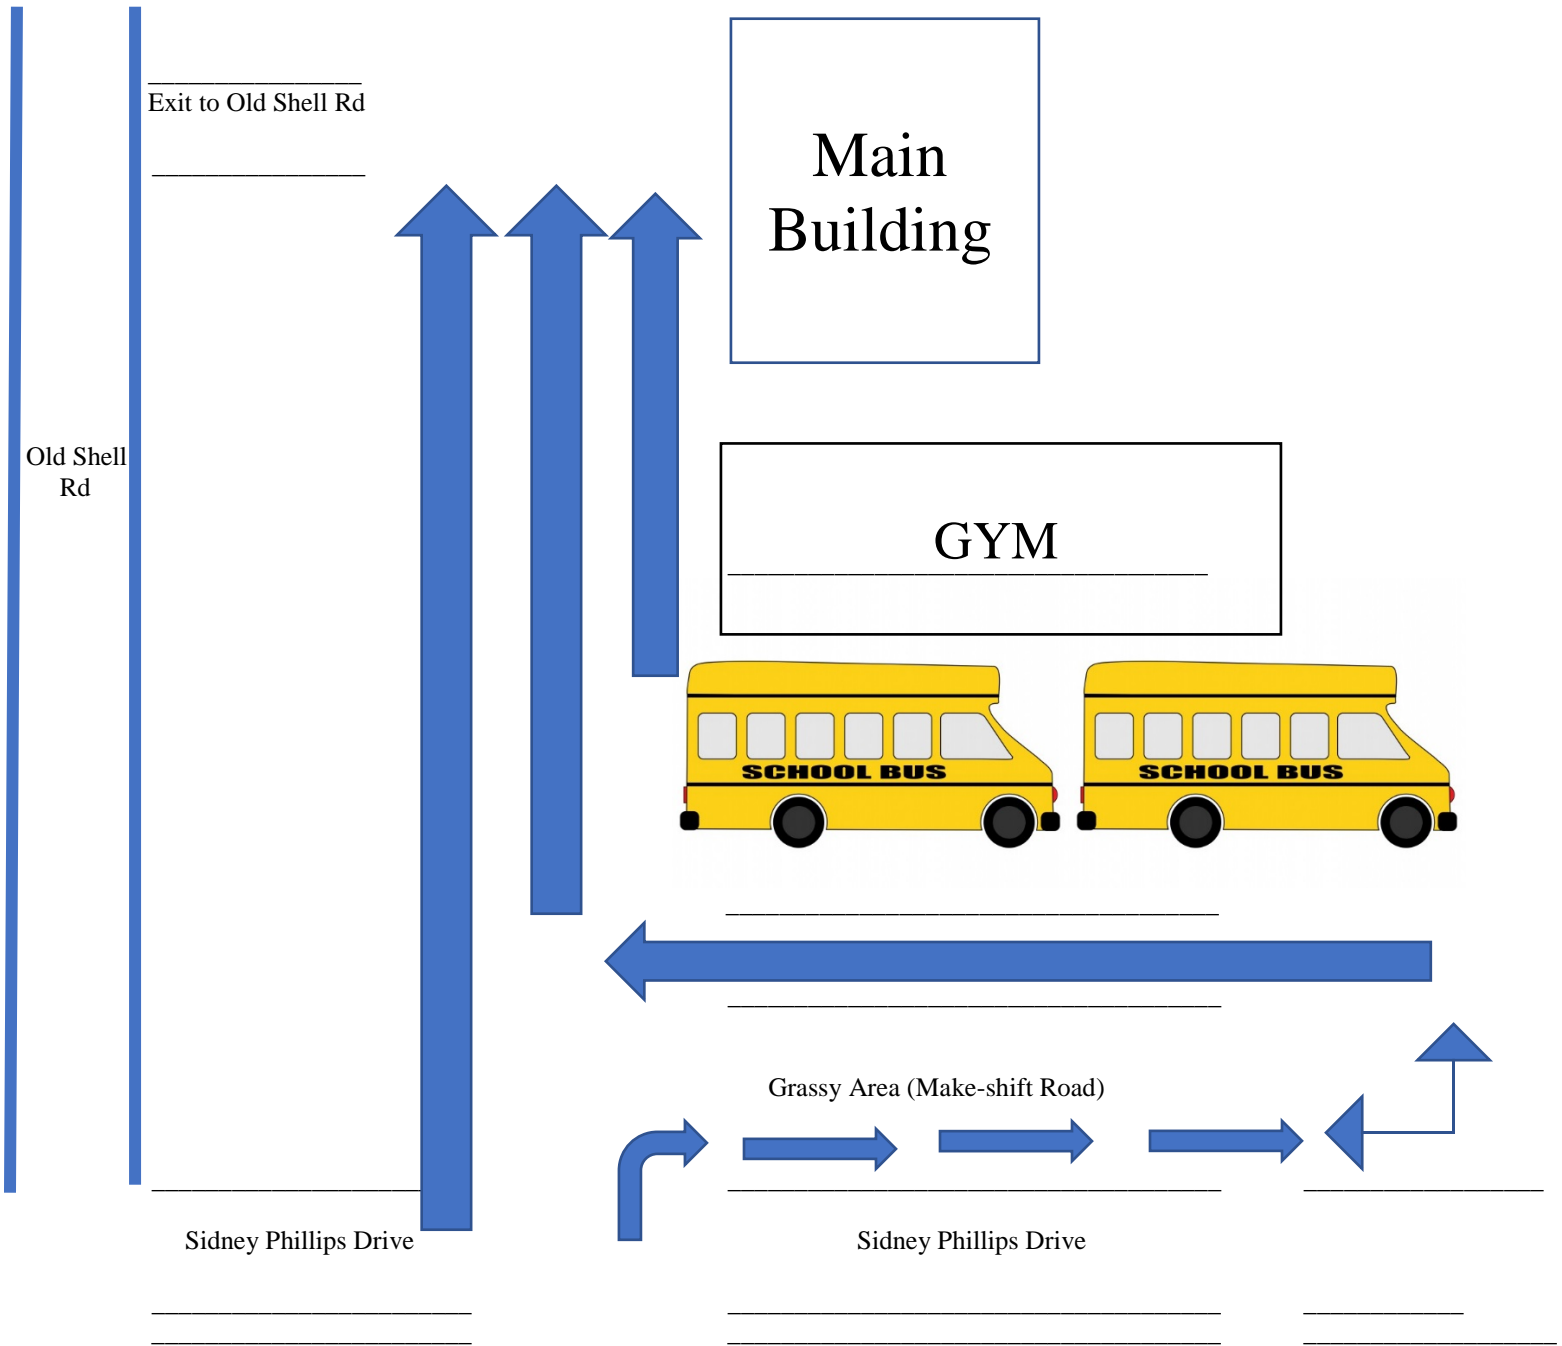 Exit to Old Shell Rd
Main
Building
Old Shell
Rd
GYM
SCHOOL BUS
SCHOOL BUS
Grassy Area (Make-shift Road)
Sidney Phillips Drive
Sidney Phillips Drive